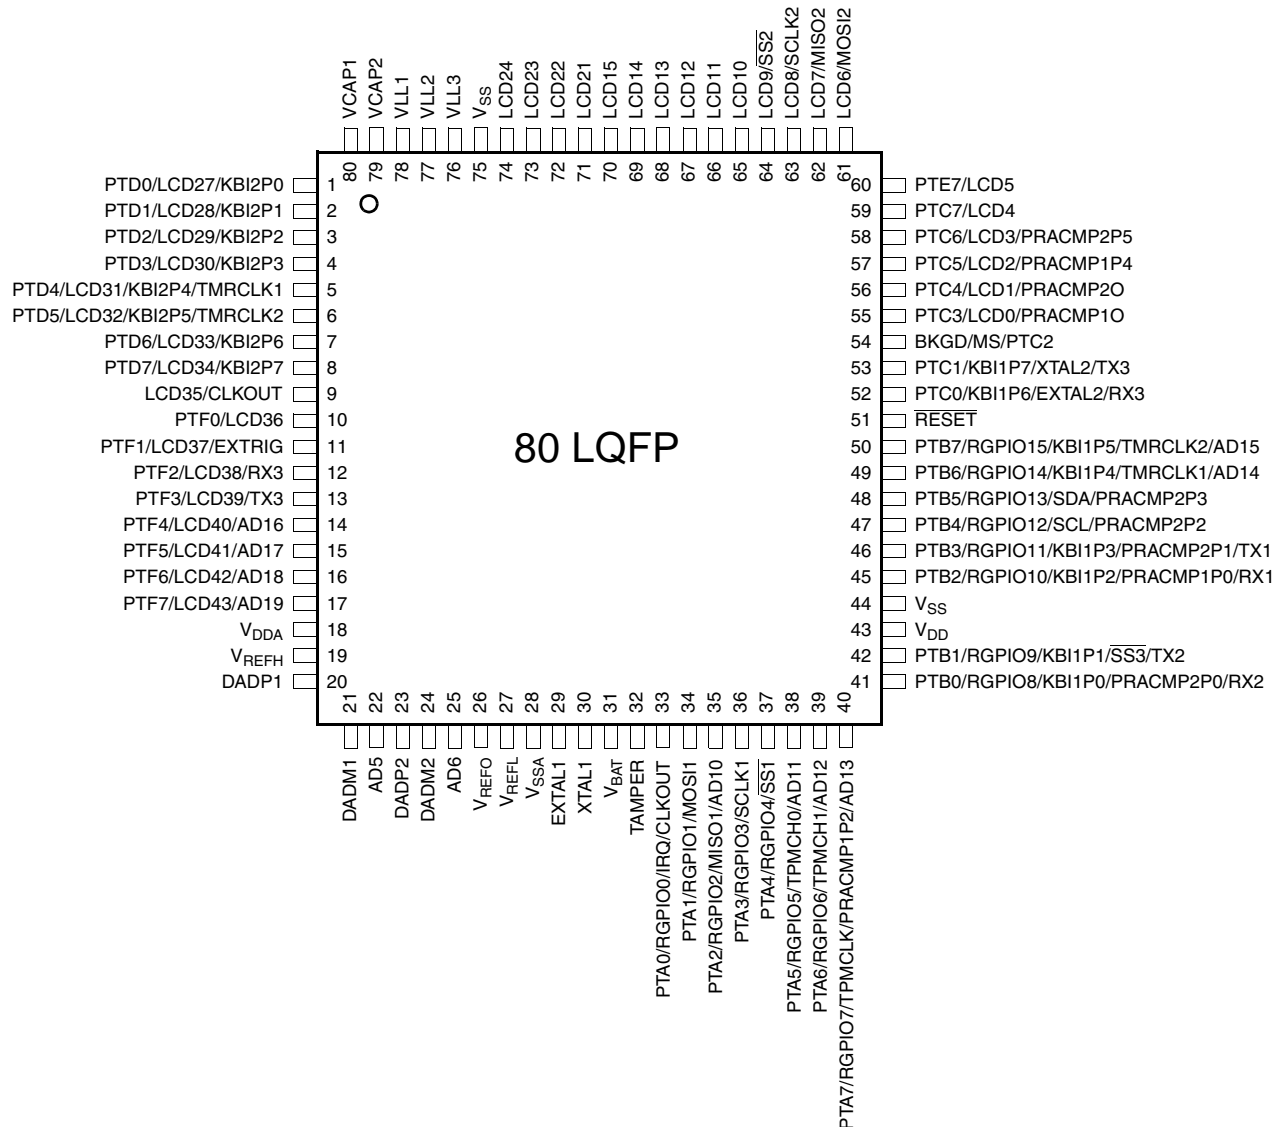 VCAP1
VCAP2
VLL1
VLL2
VLL3
VSS
LCD24
LCD23
LCD22
LCD21
LCD15
LCD14
LCD13
LCD12
LCD11
LCD10
LCD9/SS2
LCD8/SCLK2
LCD7/MISO2
LCD6/MOSI2
80
79
78
77
76
75
74
73
72
71
70
69
68
67
66
65
64
63
62
61
PTD0/LCD27/KBI2P0 1
PTD1/LCD28/KBI2P1 2
PTD2/LCD29/KBI2P2 3
PTD3/LCD30/KBI2P3 4
PTD4/LCD31/KBI2P4/TMRCLK1 5
PTD5/LCD32/KBI2P5/TMRCLK2 6
PTD6/LCD33/KBI2P6 7
PTD7/LCD34/KBI2P7 8
LCD35/CLKOUT 9
PTF0/LCD36 10
PTF1/LCD37/EXTRIG 11
PTF2/LCD38/RX3 12
PTF3/LCD39/TX3 13
PTF4/LCD40/AD16 14
PTF5/LCD41/AD17 15
PTF6/LCD42/AD18 16
PTF7/LCD43/AD19 17
VDDA 18
VREFH 19
DADP1 20
80 LQFP
60 PTE7/LCD5
59 PTC7/LCD4
58 PTC6/LCD3/PRACMP2P5
57 PTC5/LCD2/PRACMP1P4
56 PTC4/LCD1/PRACMP2O
55 PTC3/LCD0/PRACMP1O
54 BKGD/MS/PTC2
53 PTC1/KBI1P7/XTAL2/TX3
52 PTC0/KBI1P6/EXTAL2/RX3
51 RESET
50 PTB7/RGPIO15/KBI1P5/TMRCLK2/AD15
49 PTB6/RGPIO14/KBI1P4/TMRCLK1/AD14
48 PTB5/RGPIO13/SDA/PRACMP2P3
47 PTB4/RGPIO12/SCL/PRACMP2P2
46 PTB3/RGPIO11/KBI1P3/PRACMP2P1/TX1
45 PTB2/RGPIO10/KBI1P2/PRACMP1P0/RX1
44 VSS
43 VDD
42 PTB1/RGPIO9/KBI1P1/SS3/TX2
41 PTB0/RGPIO8/KBI1P0/PRACMP2P0/RX2
21
22
23
24
25
26
27
28
29
30
31
32
33
34
35
36
37
38
39
40
DADM1
AD5
DADP2
DADM2
AD6
VREFO
VREFL
VSSA
EXTAL1
XTAL1
VBAT
TAMPER
PTA0/RGPIO0/IRQ/CLKOUT
PTA1/RGPIO1/MOSI1
PTA2/RGPIO2/MISO1/AD10
PTA3/RGPIO3/SCLK1
PTA4/RGPIO4/SS1
PTA5/RGPIO5/TPMCH0/AD11
PTA6/RGPIO6/TPMCH1/AD12
PTA7/RGPIO7/TPMCLK/PRACMP1P2/AD13